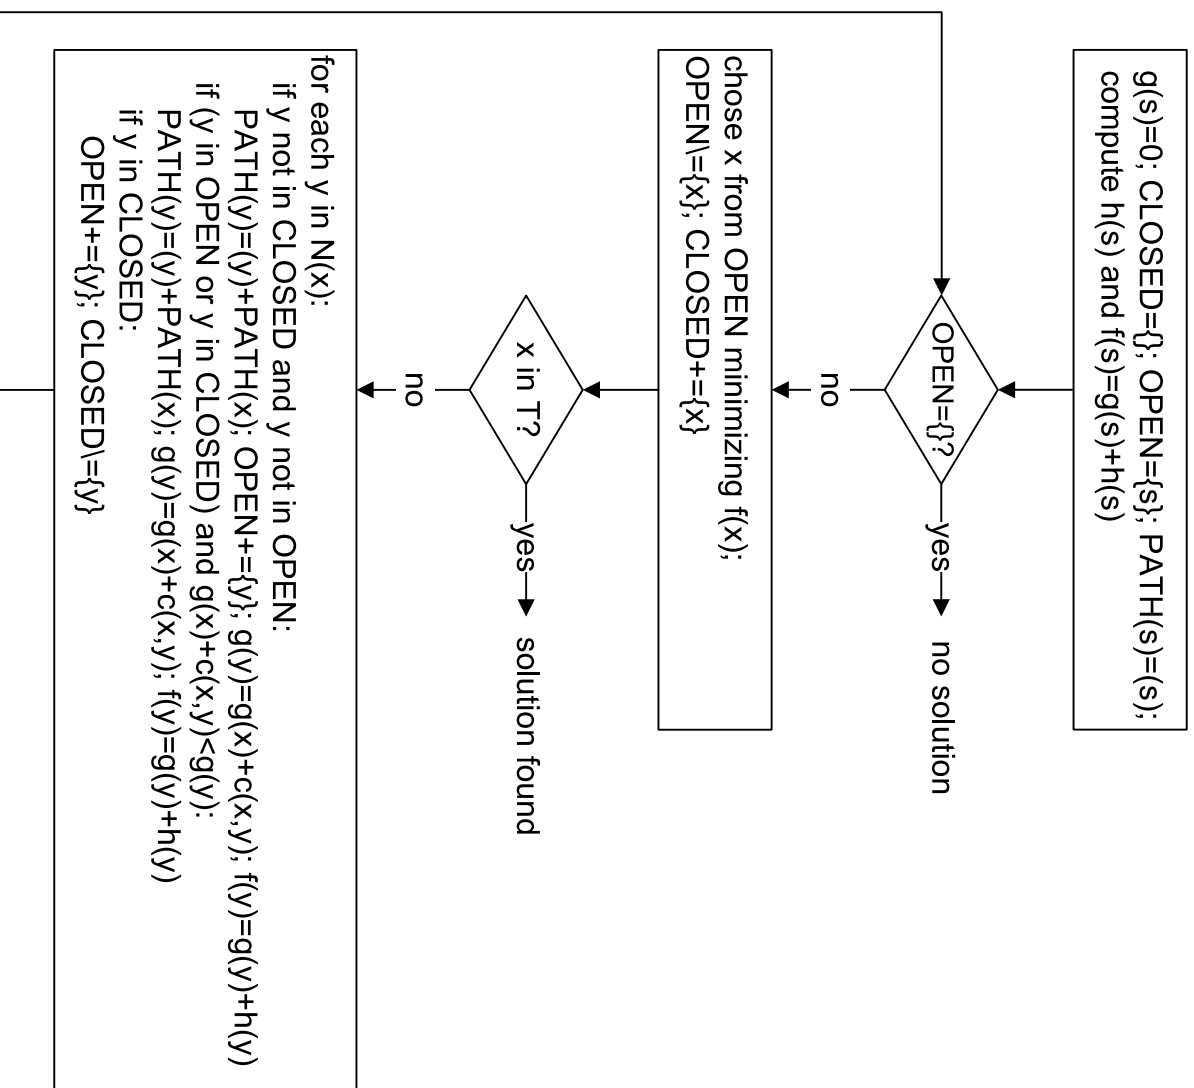 g(s)=0; CLOSED={}; OPEN={s}; PATH(s)=(s);
compute h(s) and f(s)=g(s)+h(s)
OPEN={}?
yes
no solution
no
chose x from OPEN minimizing f(x);
OPEN\={x}; CLOSED+={x}
x in T?
yes
solution found
no
for each y in N(x):
if y not in CLOSED and y not in OPEN:
PATH(y)=(y)+PATH(x); OPEN+={y}; g(y)=g(x)+c(x,y); f(y)=g(y)+h(y)
if (y in OPEN or y in CLOSED) and g(x)+c(x,y)<g(y):
PATH(y)=(y)+PATH(x); g(y)=g(x)+c(x,y); f(y)=g(y)+h(y)
if y in CLOSED:
OPEN+={y}; CLOSED\={y}